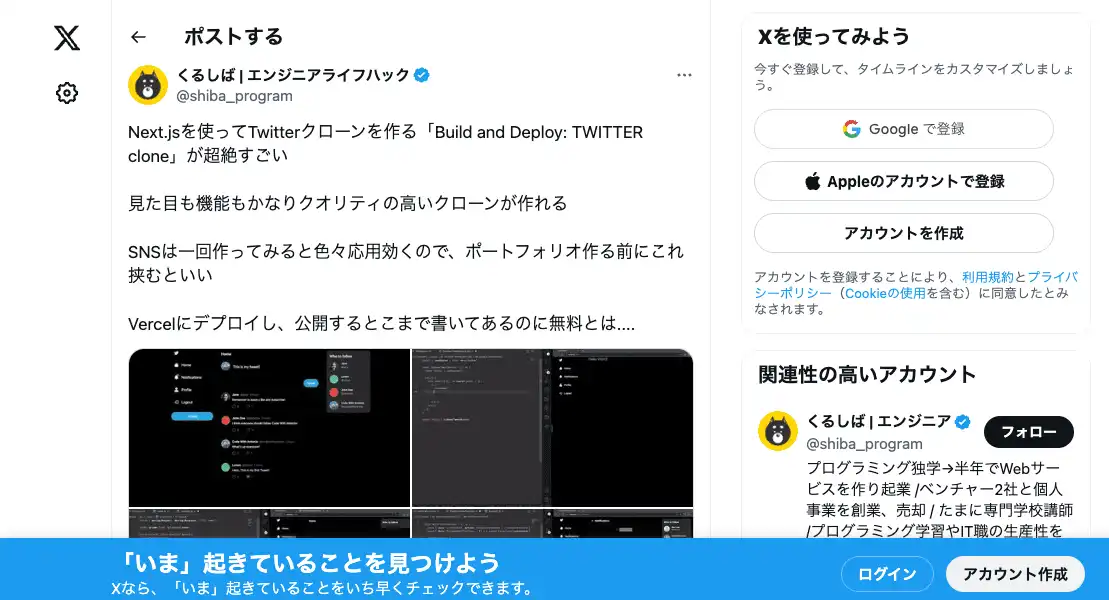 ポストする
くるしば | エンジニアライフハック
@shiba_program
Next.jsを使ってTwitterクローンを作る「Build and Deploy: TWITTER
clone」が超絶すごい
見た目も機能もかなりクオリティの高いクローンが作れる
SNSは一回作ってみると色々応用効くので、ポートフォリオ作る前にこれ
挟むといい
Vercelにデプロイし、公開するとこまで書いてあるのに無料とは....
Home
This is my tweet!
What to follow
Home
Notifications
Profile
Logout
Xを使ってみよう
今すぐ登録して、タイムラインをカスタマイズしましょ
う。
Google で登録
Appleのアカウントで登録
アカウントを作成
アカウントを登録することにより、利用規約とプライバ
シーポリシー（Cookieの使用を含む）に同意したとみ
なされます。
関連性の高いアカウント
くるしば | エンジニア
@shiba_program
フォロー
プログラミング独学→半年でWebサー
ビスを作り起業 /ベンチャー2社と個人
事業を創業、売却 / たまに専門学校講師
/プログラミング学習やIT職の生産性を
「いま」起きていることを見つけよう
Xなら、「いま」起きていることをいち早くチェックできます。
ログイン
アカウント作成